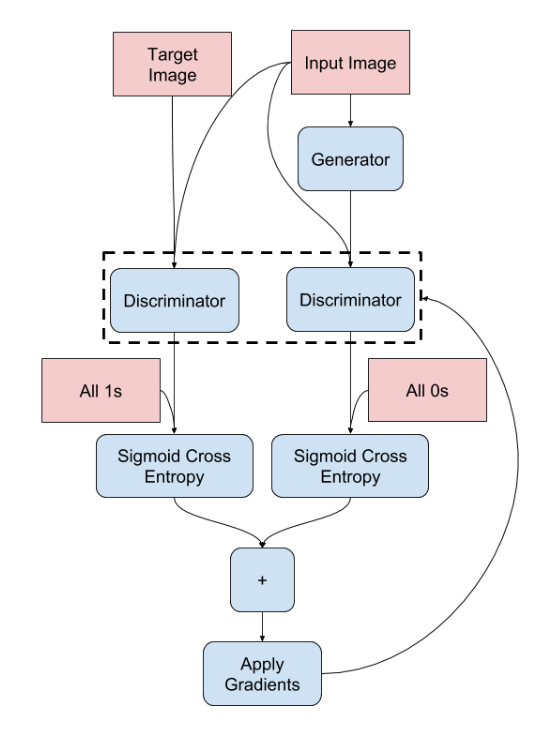 Target
Image
Input Image
Generator
Discriminator
Discriminator
All 1s
All 0s
Sigmoid Cross
Entropy
Sigmoid Cross
Entropy
+
Apply
Gradients